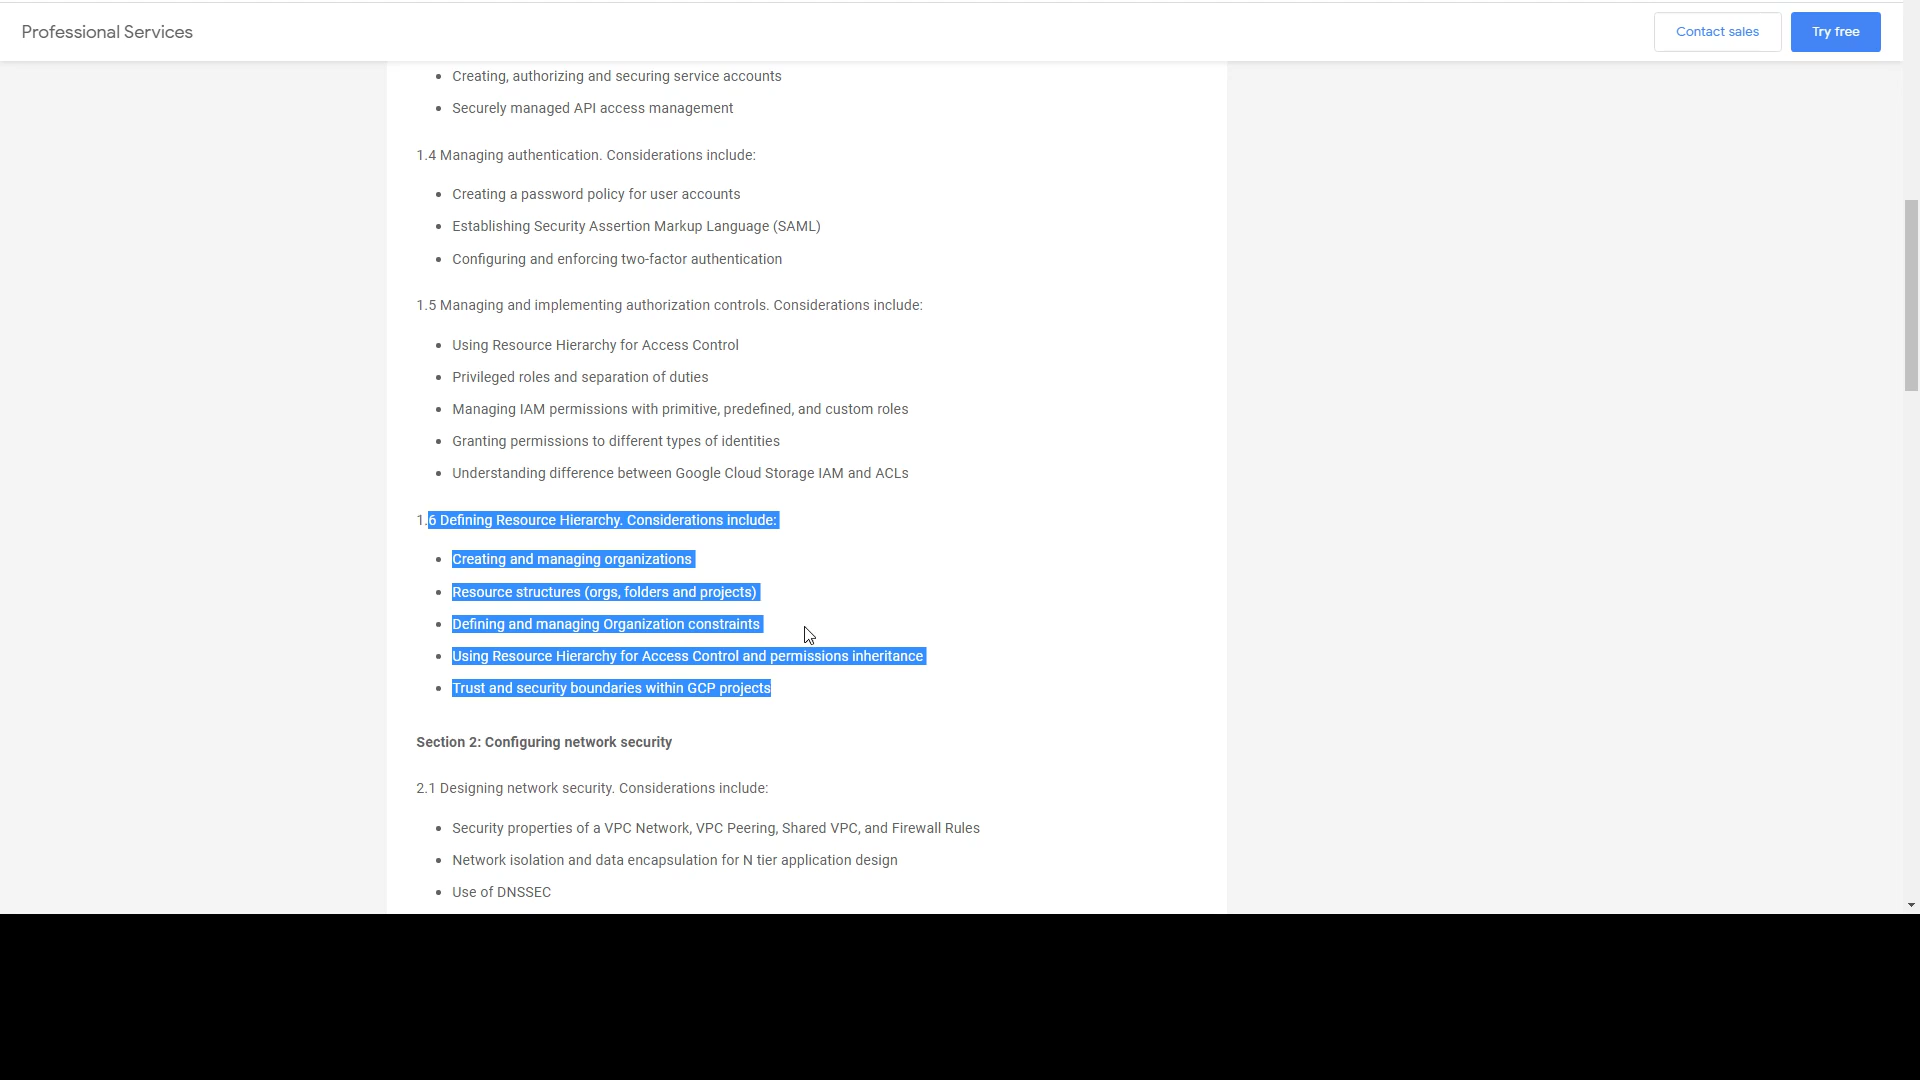 Professional Services
Contact sales
Try free
Creating, authorizing and securing service accounts
Securely managed API access management
1.4 Managing authentication. Considerations include:
Creating a password policy for user accounts
Establishing Security Assertion Markup Language (SAML)
Configuring and enforcing two-factor authentication
1.5 Managing and implementing authorization controls. Considerations include:
Using Resource Hierarchy for Access Control
Privileged roles and separation of duties
Managing IAM permissions with primitive, predefined, and custom roles
Granting permissions to different types of identities
Understanding difference between Google Cloud Storage IAM and ACLs
1.6 Defining Resource Hierarchy. Considerations include:
Creating and managing organizations
Resource structures (orgs, folders and projects)
Defining and managing Organization constraints
Using Resource Hierarchy for Access Control and permissions inheritance
Trust and security boundaries within GCP projects
Section 2: Configuring network security
2.1 Designing network security. Considerations include:
Security properties of a VPC Network, VPC Peering, Shared VPC, and Firewall Rules
Network isolation and data encapsulation for N tier application design
Use of DNSSEC